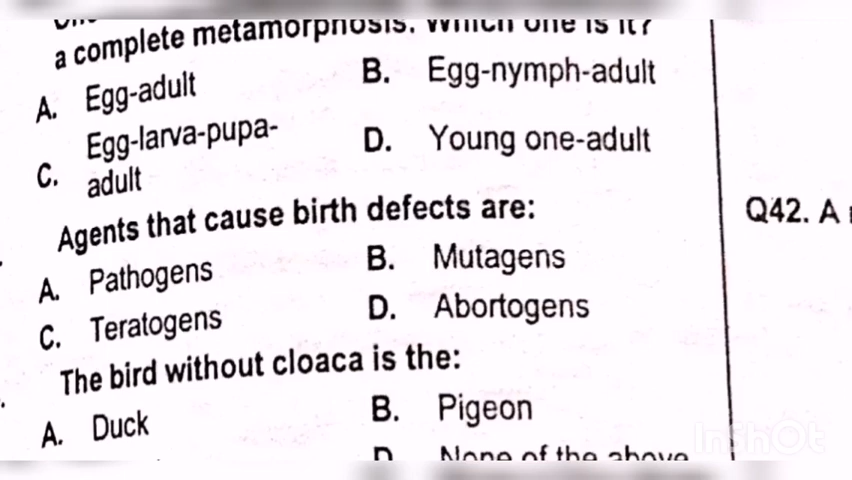 a complete metamorphosis. Which one is it?
A. Egg-adult B. Egg-nymph-adult
C. Egg-larva-pupa-
adult D. Young one-adult
Agents that cause birth defects are:
A. Pathogens B. Mutagens
C. Teratogens D. Abortogens
The bird without cloaca is the:
A. Duck B. Pigeon
D. None of the above
Q42. A
InShOt